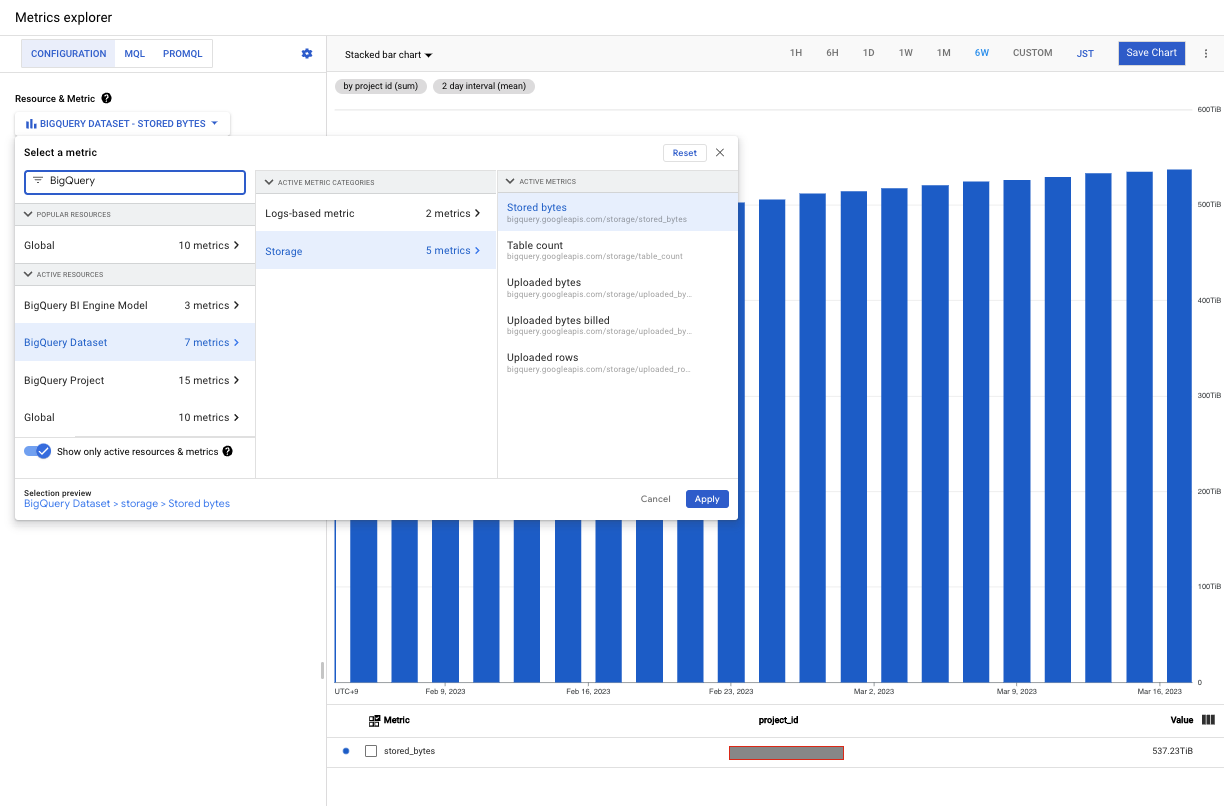 Metrics explorer
CONFIGURATION MQL PROMQL
Stacked bar chart
1H 6H 1D 1W 1M 6W CUSTOM JST Save Chart
by project id (sum) 2 day interval (mean)
Resource & Metric ?
BIGQUERY DATASET - STORED BYTES
Select a metric
Reset
BigQuery
POPULAR RESOURCES
Global 10 metrics
ACTIVE RESOURCES
BigQuery BI Engine Model 3 metrics
BigQuery Dataset 7 metrics
BigQuery Project 15 metrics
Global 10 metrics
Show only active resources & metrics ?
ACTIVE METRIC CATEGORIES
Logs-based metric 2 metrics
Storage 5 metrics
ACTIVE METRICS
Stored bytes
bigquery.googleapis.com/storage/stored_bytes
Table count
bigquery.googleapis.com/storage/table_count
Uploaded bytes
bigquery.googleapis.com/storage/uploaded_by...
Uploaded bytes billed
bigquery.googleapis.com/storage/uploaded_by...
Uploaded rows
bigquery.googleapis.com/storage/uploaded_ro...
Selection preview
BigQuery Dataset > storage > Stored bytes
Cancel Apply
600TiB
500TiB
400TiB
300TiB
200TiB
100TiB
0
UTC+9 Feb 9, 2023 Feb 16, 2023 Feb 23, 2023 Mar 2, 2023 Mar 9, 2023 Mar 16, 2023
Metric project_id Value
stored_bytes 537.23TiB